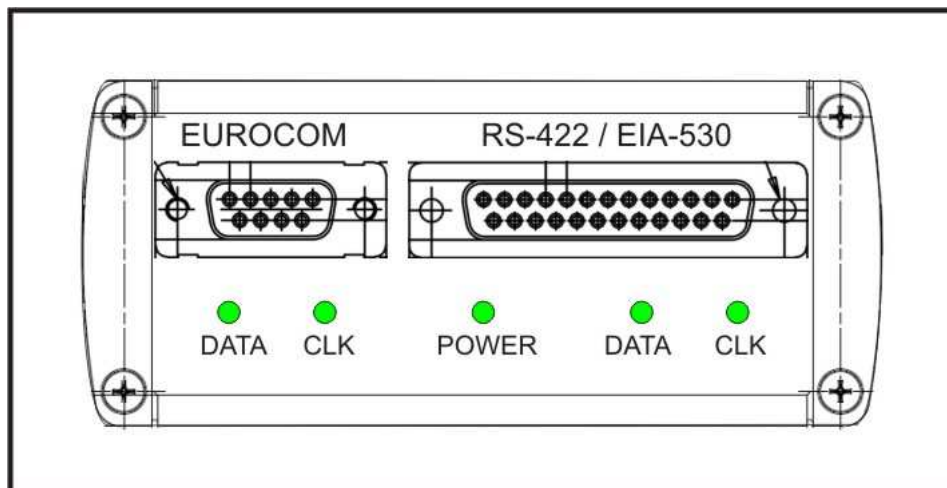 EUROCOM RS-422 / EIA-530
DATA CLK POWER DATA CLK